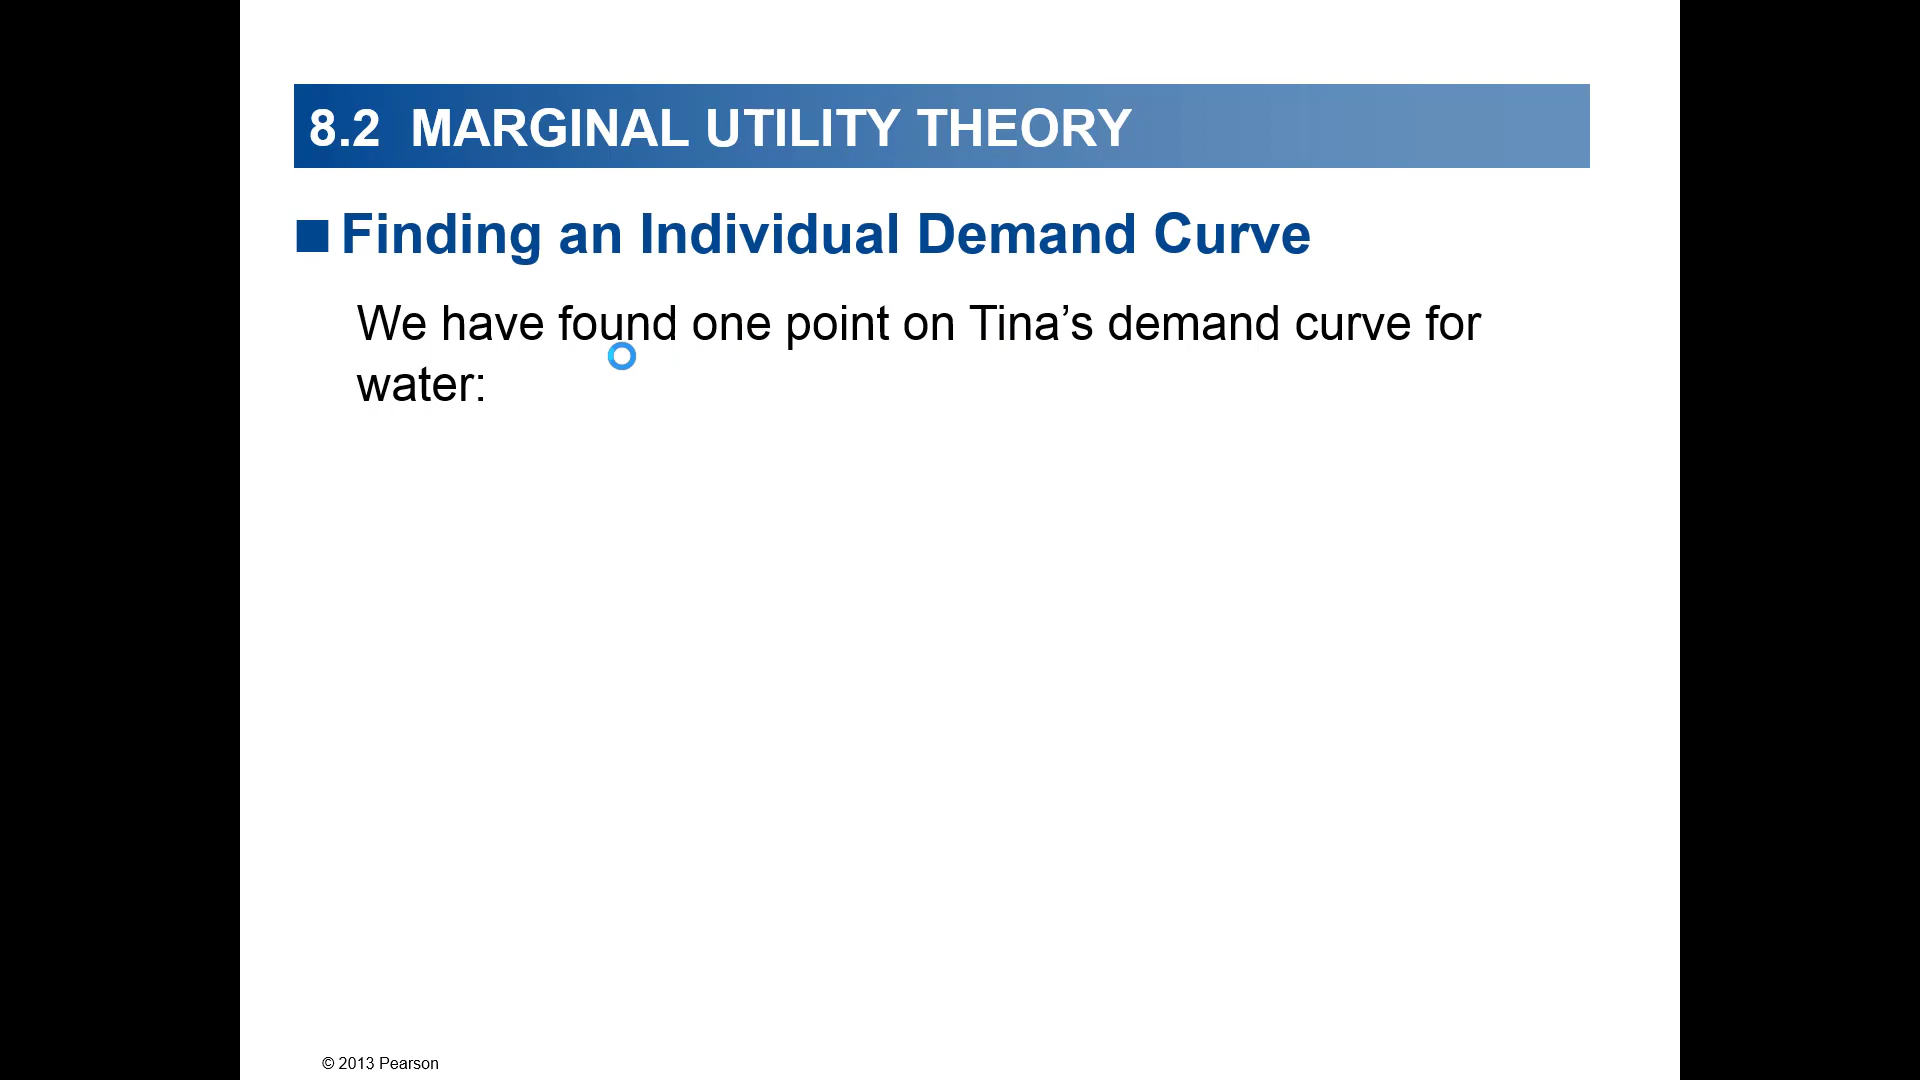 8.2 MARGINAL UTILITY THEORY
Finding an Individual Demand Curve
We have found one point on Tina’s demand curve for
water:
© 2013 Pearson